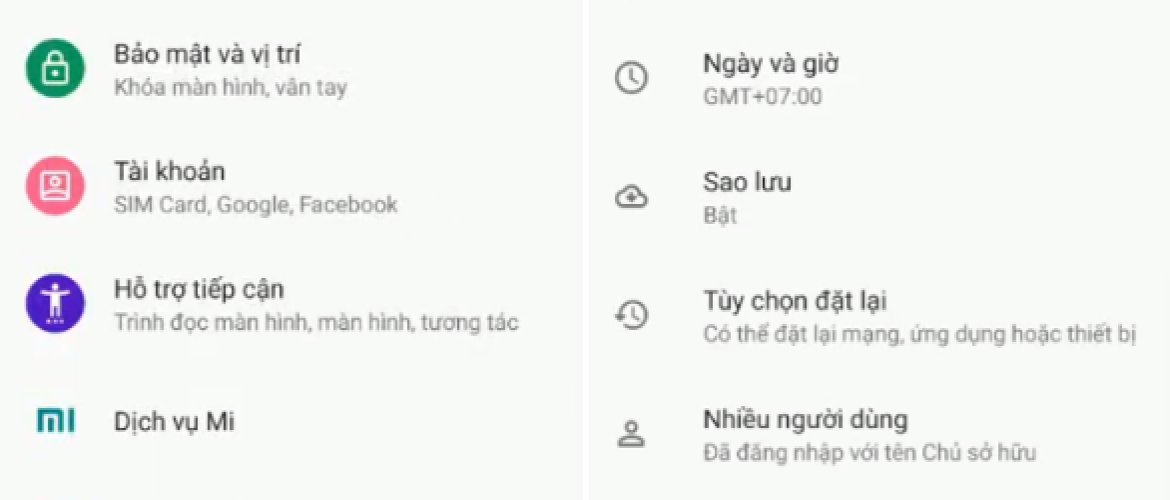 Bảo mật và vị trí
Khóa màn hình, vân tay
Tài khoản
SIM Card, Google, Facebook
Hỗ trợ tiếp cận
Trình đọc màn hình, màn hình, tương tác
MI
Dịch vụ Mi
Ngày và giờ
GMT+07:00
Sao lưu
Bật
Tùy chọn đặt lại
Có thể đặt lại mạng, ứng dụng hoặc thiết bị
Nhiều người dùng
Đã đăng nhập với tên Chủ sở hữu